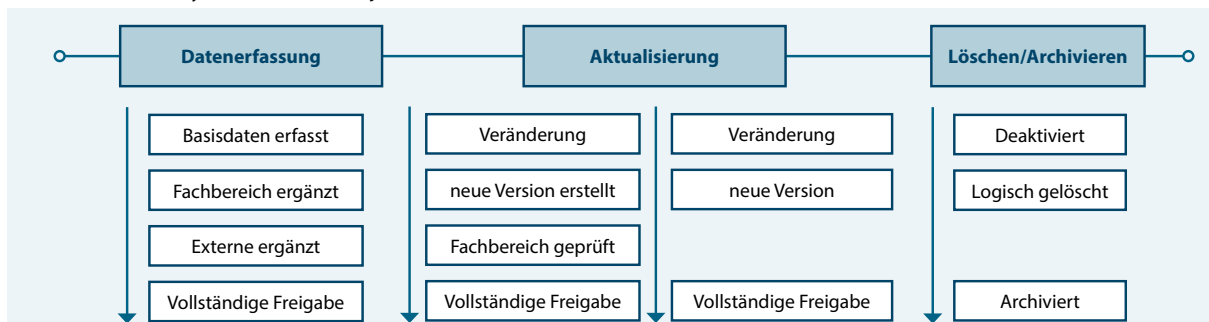 Datenerfassung
Aktualisierung
Löschen/Archivieren
Basisdaten erfasst
Veränderung
Veränderung
Deaktiviert
Fachbereich ergänzt
neue Version erstellt
neue Version
Logisch gelöscht
Externe ergänzt
Fachbereich geprüft
Vollständige Freigabe
Vollständige Freigabe
Vollständige Freigabe
Archiviert